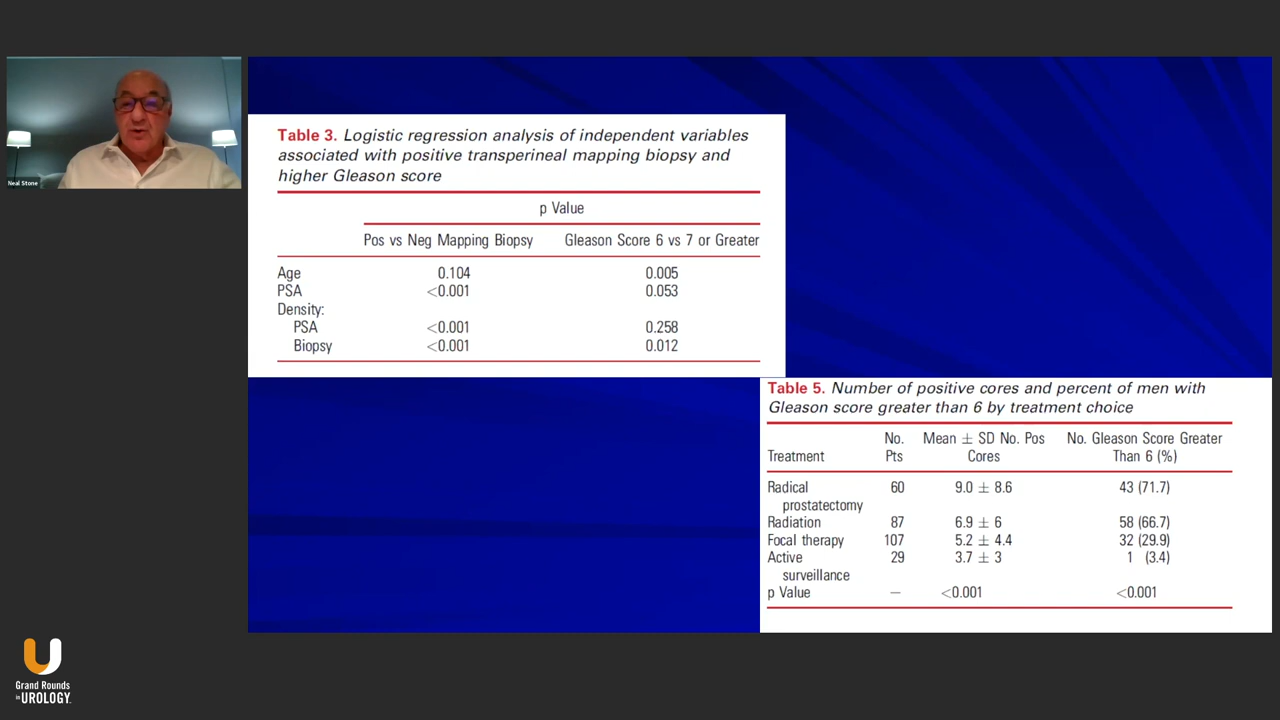 Neal Stone
Table 3. Logistic regression analysis of independent variables
associated with positive transperineal mapping biopsy and
higher Gleason score
p Value
Pos vs Neg Mapping Biopsy Gleason Score 6 vs 7 or Greater
Age 0.104 0.005
PSA <0.001 0.053
Density:
PSA <0.001 0.258
Biopsy <0.001 0.012
Table 5. Number of positive cores and percent of men with
Gleason score greater than 6 by treatment choice
No. Mean ± SD No. Pos No. Gleason Score Greater
Treatment Pts Cores Than 6 (%)
Radical 60 9.0 ± 8.6 43 (71.7)
prostatectomy
Radiation 87 6.9 ± 6 58 (66.7)
Focal therapy 107 5.2 ± 4.4 32 (29.9)
Active 29 3.7 ± 3 1 (3.4)
surveillance
p Value — <0.001 <0.001
Grand Rounds
in UROLOGY